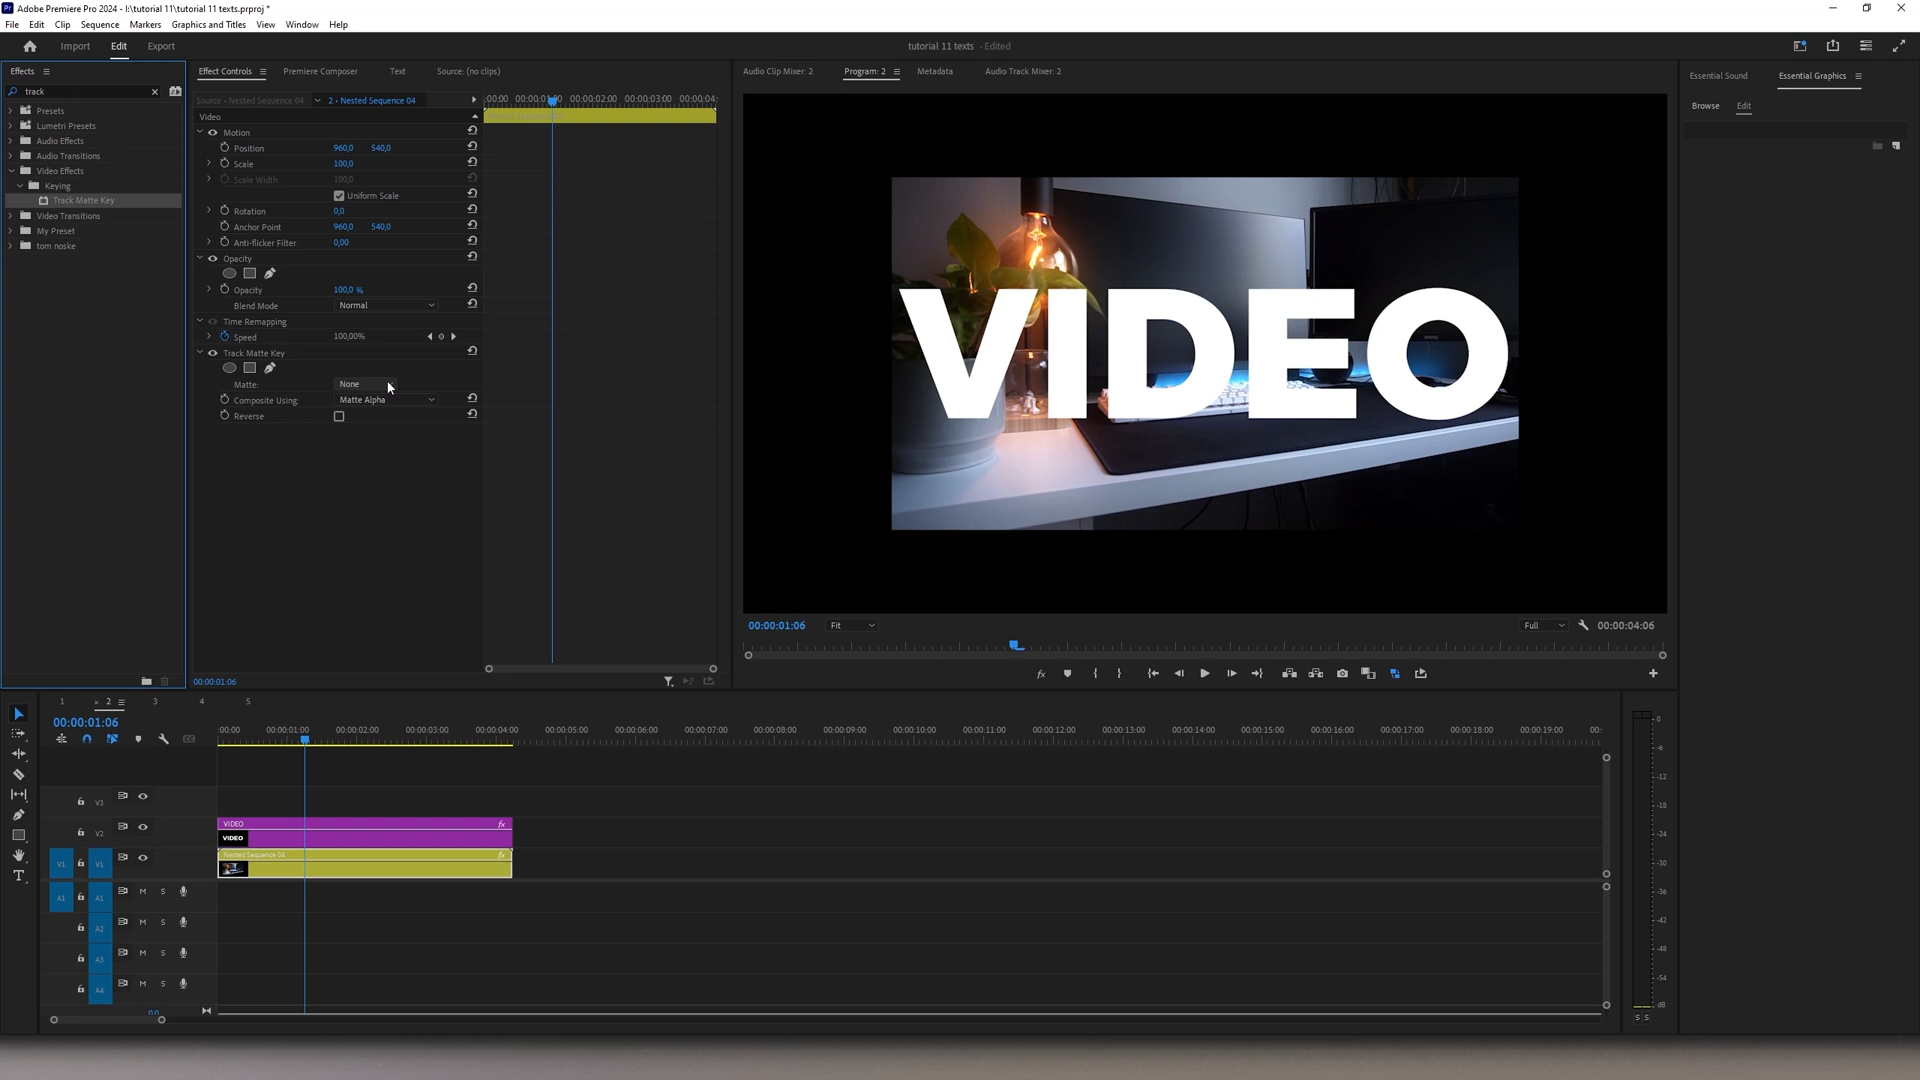 Adobe Premiere Pro 2024 - I:\tutorial 11\tutorial 11 texts.prproj *
File Edit Clip Sequence Markers Graphics and Titles View Window Help
Import Edit Export
tutorial 11 texts - Edited
Effects
track
Presets
Lumetri Presets
Audio Effects
Audio Transitions
Video Effects
Keying
Track Matte Key
Video Transitions
My Preset
tom noske
Effect Controls Premiere Composer Text Source: (no clips)
Source • Nested Sequence 04 2 • Nested Sequence 04
:00:00 00:00:01:00 00:00:02:00 00:00:03:00 00:00:04:
Video
Motion
Position 960,0 540,0
Scale 100,0
Scale Width 100,0
Uniform Scale
Rotation 0,0
Anchor Point 960,0 540,0
Anti-flicker Filter 0,00
Opacity
Opacity 100,0 %
Blend Mode Normal
Time Remapping
Speed 100,00%
Track Matte Key
Matte: None
Composite Using: Matte Alpha
Reverse
00:00:01:06
Audio Clip Mixer: 2 Program: 2 Metadata Audio Track Mixer: 2
VIDEO
00:00:01:06 Fit Full 00:00:04:06
Essential Sound Essential Graphics
Browse Edit
1 × 2 3 4 5
00:00:01:06
:00:00 00:00:01:00 00:00:02:00 00:00:03:00 00:00:04:00 00:00:05:00 00:00:06:00 00:00:07:00 00:00:08:00 00:00:09:00 00:00:10:00 00:00:11:00 00:00:12:00 00:00:13:00 00:00:14:00 00:00:15:00 00:00:16:00 00:00:17:00 00:00:18:00 00:00:19:00 00:
V3
V2
VIDEO fx
VIDEO
V1 V1
Nested Sequence 04 fx
A1 A1 M S
A2 M S
A3 M S
A4 M S
0,0
0
-6
-12
-18
-24
-30
-36
-42
-48
-54
dB
S S